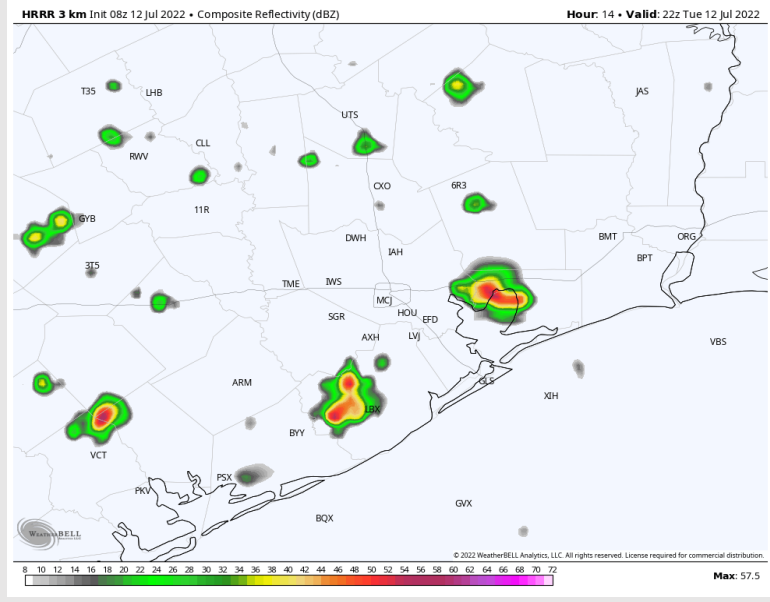 HRRR 3 km Init 08z 12 Jul 2022 • Composite Reflectivity (dBZ)
Hour: 14 • Valid: 22z Tue 12 Jul 2022
T35
LHB
JAS
UTS
CLL
RWV
CXO
6R3
11R
GYB
DWH
BMT
ORG
IAH
BPT
3T5
TME
IWS
MCJ
SGR
HOU
EFD
AXH
LVJ
VBS
ARM
GLS
XIH
LBX
BYY
VCT
PSX
PKV
GVX
BQX
WEATHERBELL
© 2022 WeatherBELL Analytics, LLC. All rights reserved. License required for commercial distribution.
8 10 12 14 16 18 20 22 24 26 28 30 32 34 36 38 40 42 44 46 48 50 52 54 56 58 60 62 64 66 68 70 72
Max: 57.5